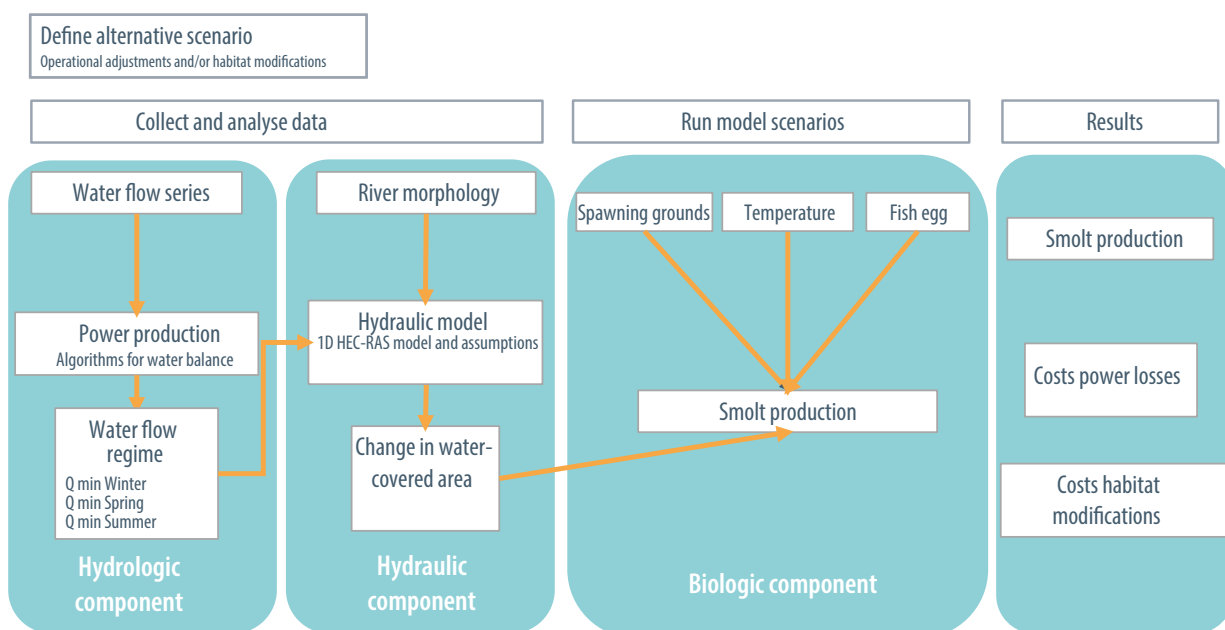 Define alternative scenario
Operational adjustments and/or habitat modifications
Collect and analyse data
Run model scenarios
Results
Water flow series
Power production
Algorithms for water balance
Water flow
regime
Q min Winter
Q min Spring
Q min Summer
Hydrologic
component
River morphology
Hydraulic model
1D HEC-RAS model and assumptions
Change in water-
covered area
Hydraulic
component
Spawning grounds
Temperature
Fish egg
Smolt production
Biologic component
Smolt production
Costs power losses
Costs habitat
modifications